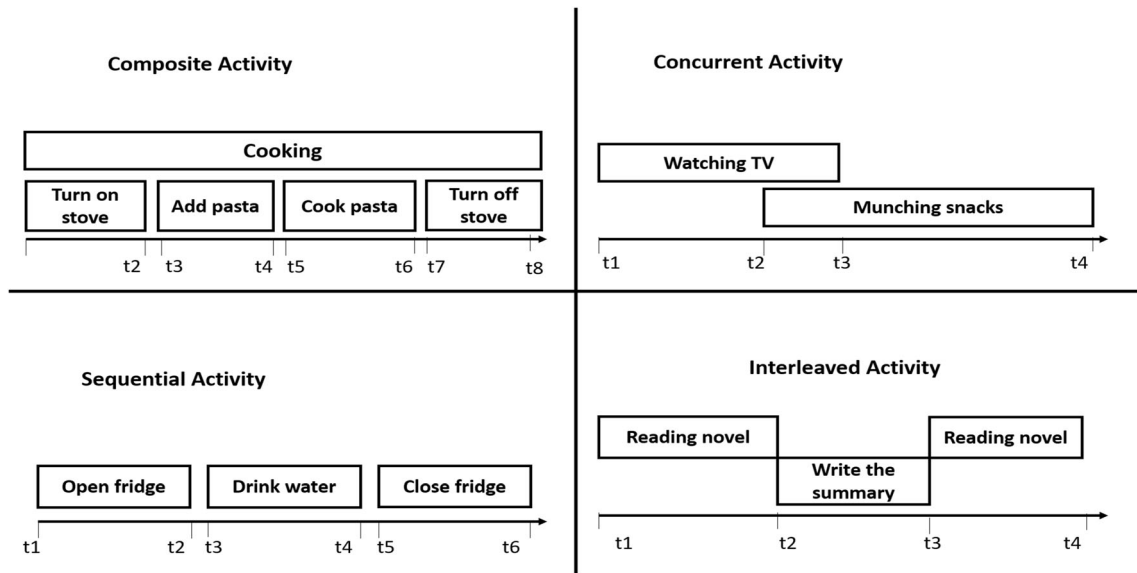 Composite Activity
Cooking
Turn on
stove
Add pasta
Cook pasta
Turn off
stove
t2 t3 t4 t5 t6 t7 t8
Concurrent Activity
Watching TV
Munching snacks
t1 t2 t3 t4
Sequential Activity
Open fridge
Drink water
Close fridge
t1 t2 t3 t4 t5 t6
Interleaved Activity
Reading novel
Write the
summary
Reading novel
t1 t2 t3 t4